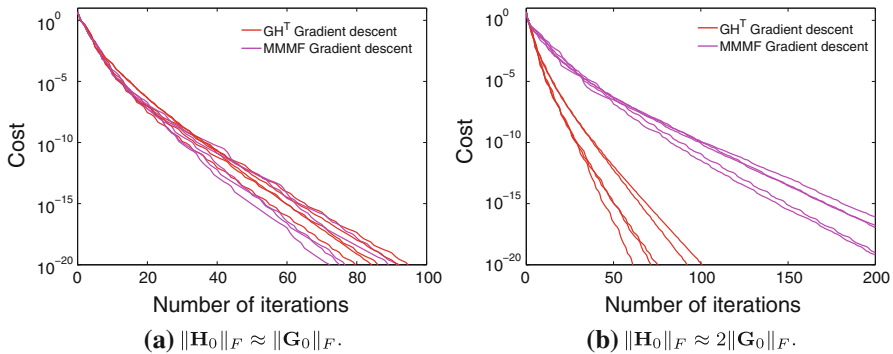 10^0
10^-5
10^-10
10^-15
10^-20
Cost
0
20
40
60
80
100
Number of iterations
GH^T Gradient descent
MMMF Gradient descent
(a) ‖H_0‖_F ≈ ‖G_0‖_F.
10^0
10^-5
10^-10
10^-15
10^-20
Cost
0
50
100
150
200
Number of iterations
GH^T Gradient descent
MMMF Gradient descent
(b) ‖H_0‖_F ≈ 2‖G_0‖_F.